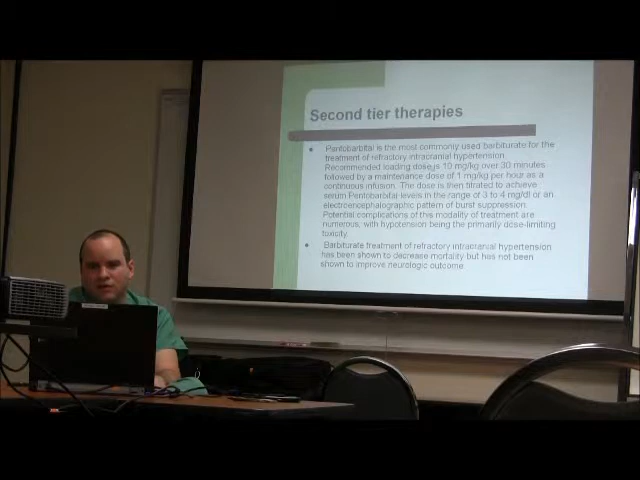 Second tier therapies
Pentobarbital is the most commonly used barbiturate for the
treatment of refractory intracranial hypertension.
Recommended loading dose is 10 mg/kg over 30 minutes
followed by a maintenance dose of 1 mg/kg per hour as a
continuous infusion. The dose is then titrated to achieve
serum Pentobarbital levels in the range of 3 to 4 mg/dl or an
electroencephalographic pattern of burst suppression.
Potential complications of this modality of treatment are
numerous, with hypotension being the primarily dose-limiting
toxicity.
Barbiturate treatment of refractory intracranial hypertension
has been shown to decrease mortality but has not been
shown to improve neurologic outcome